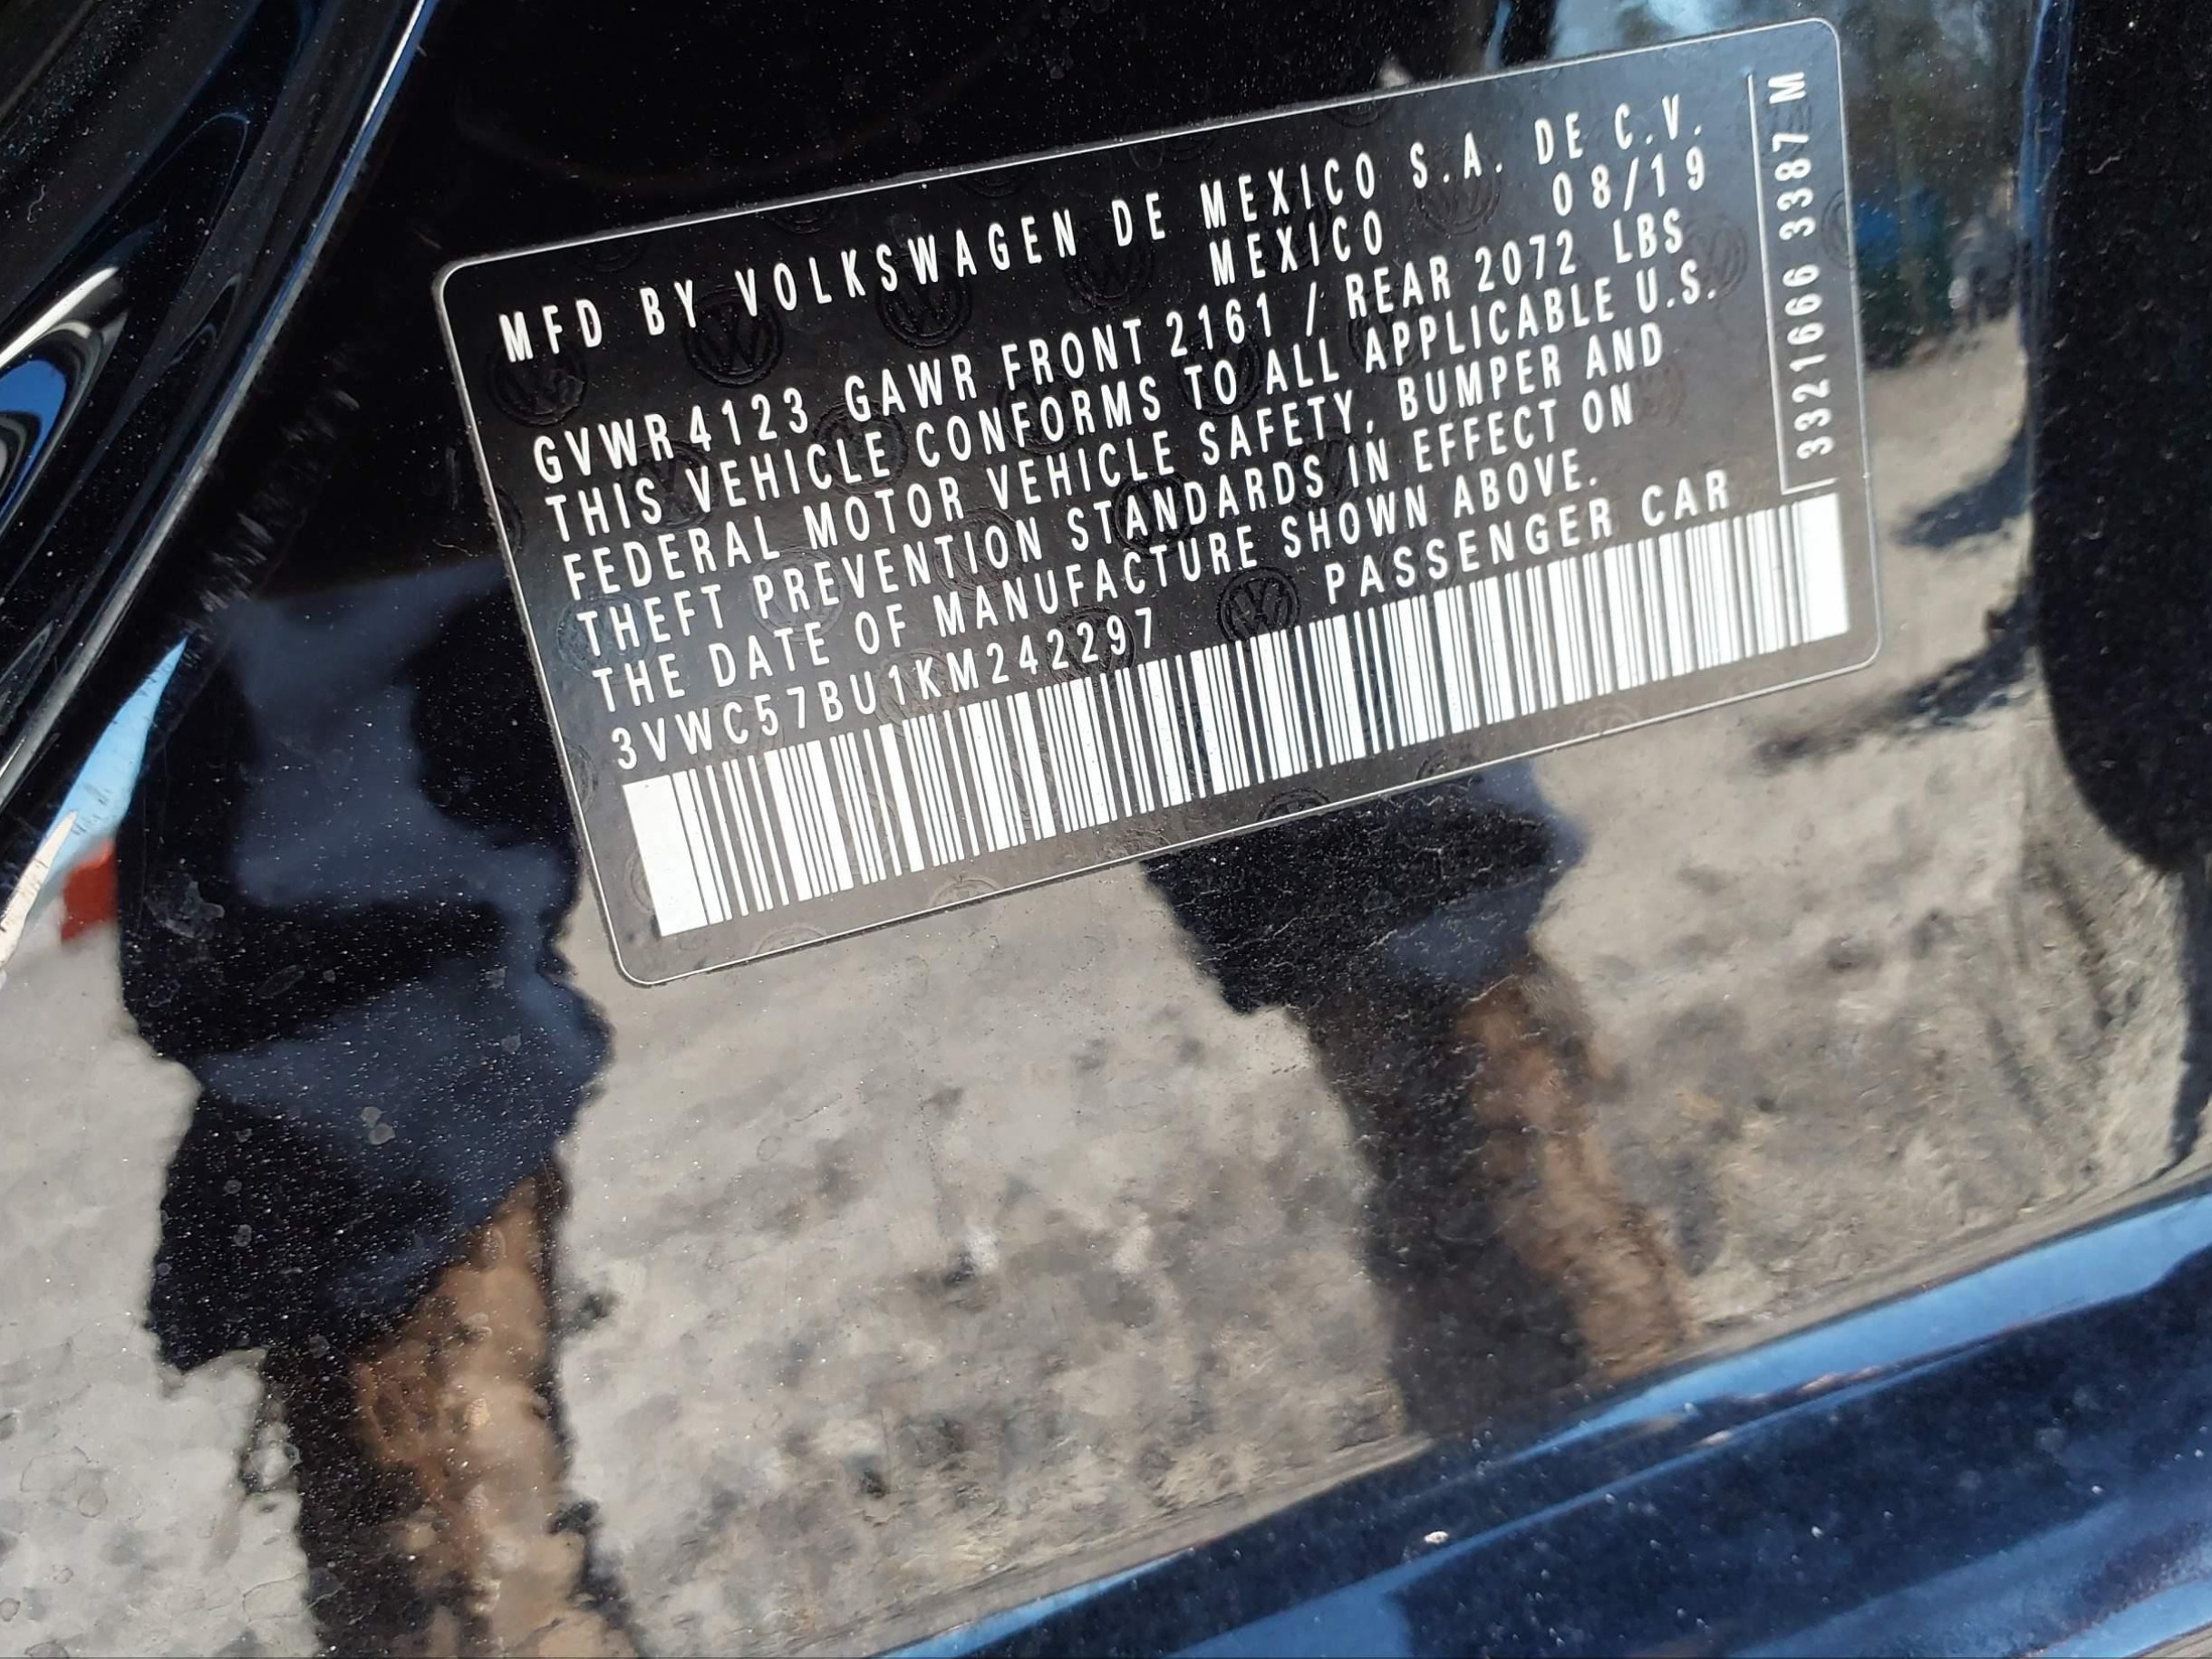 MFD BY VOLKSWAGEN DE MEXICO S.A. DE C.V.
MEXICO 08/19
GVWR 4123 GAWR FRONT 2161 / REAR 2072 LBS
THIS VEHICLE CONFORMS TO ALL APPLICABLE U.S.
FEDERAL MOTOR VEHICLE SAFETY, BUMPER AND
THEFT PREVENTION STANDARDS IN EFFECT ON
THE DATE OF MANUFACTURE SHOWN ABOVE.
3VWC57BU1KM242297 PASSENGER CAR
3321666 3387 M